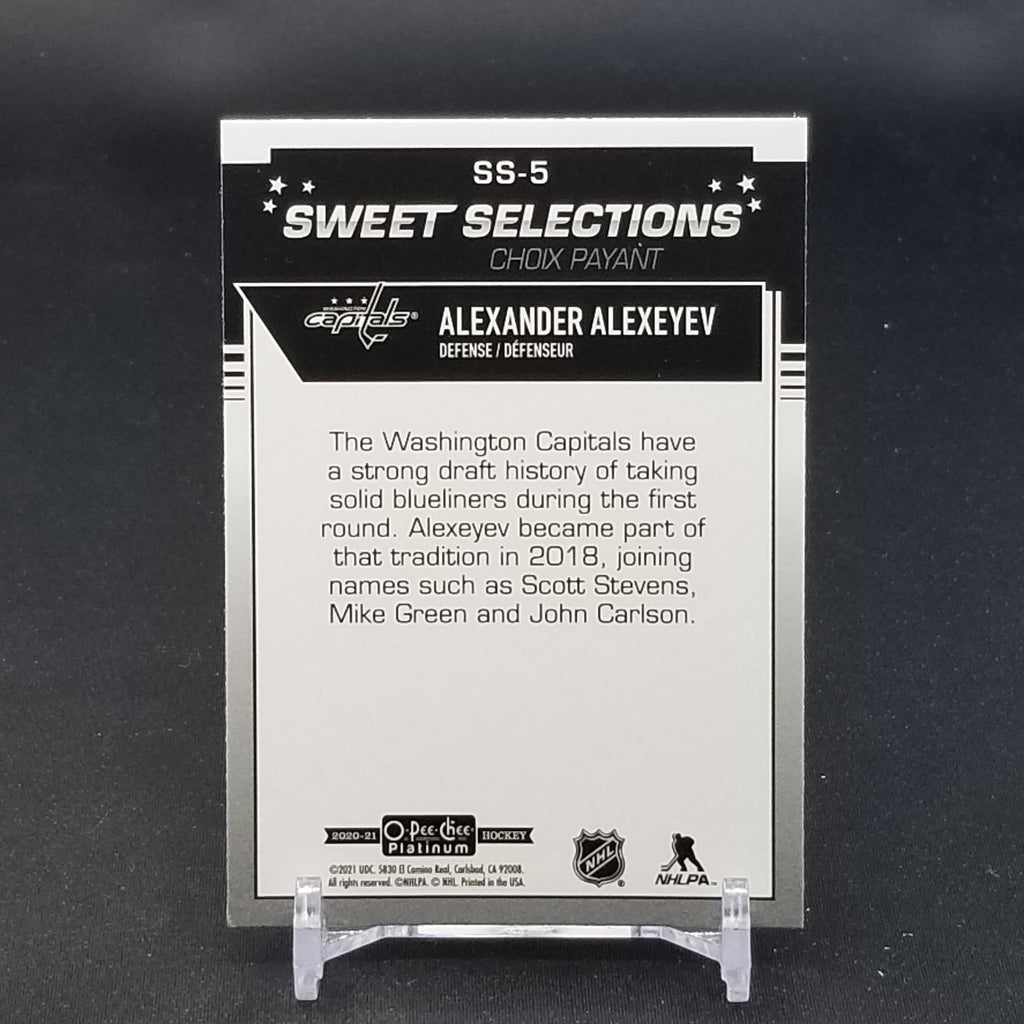 SS-5
SWEET SELECTIONS
CHOIX PAYANT
WASHINGTON
capitals®
ALEXANDER ALEXEYEV
DEFENSE / DÉFENSEUR
The Washington Capitals have
a strong draft history of taking
solid blueliners during the first
round. Alexeyev became part of
that tradition in 2018, joining
names such as Scott Stevens,
Mike Green and John Carlson.
2020-21 O-Pee-Chee® HOCKEY
Platinum
©2021 UDC. 5830 El Camino Real, Carlsbad, CA 92008.
All rights reserved. ©NHLPA. © NHL. Printed in the USA.
NHL ®
NHLPA™